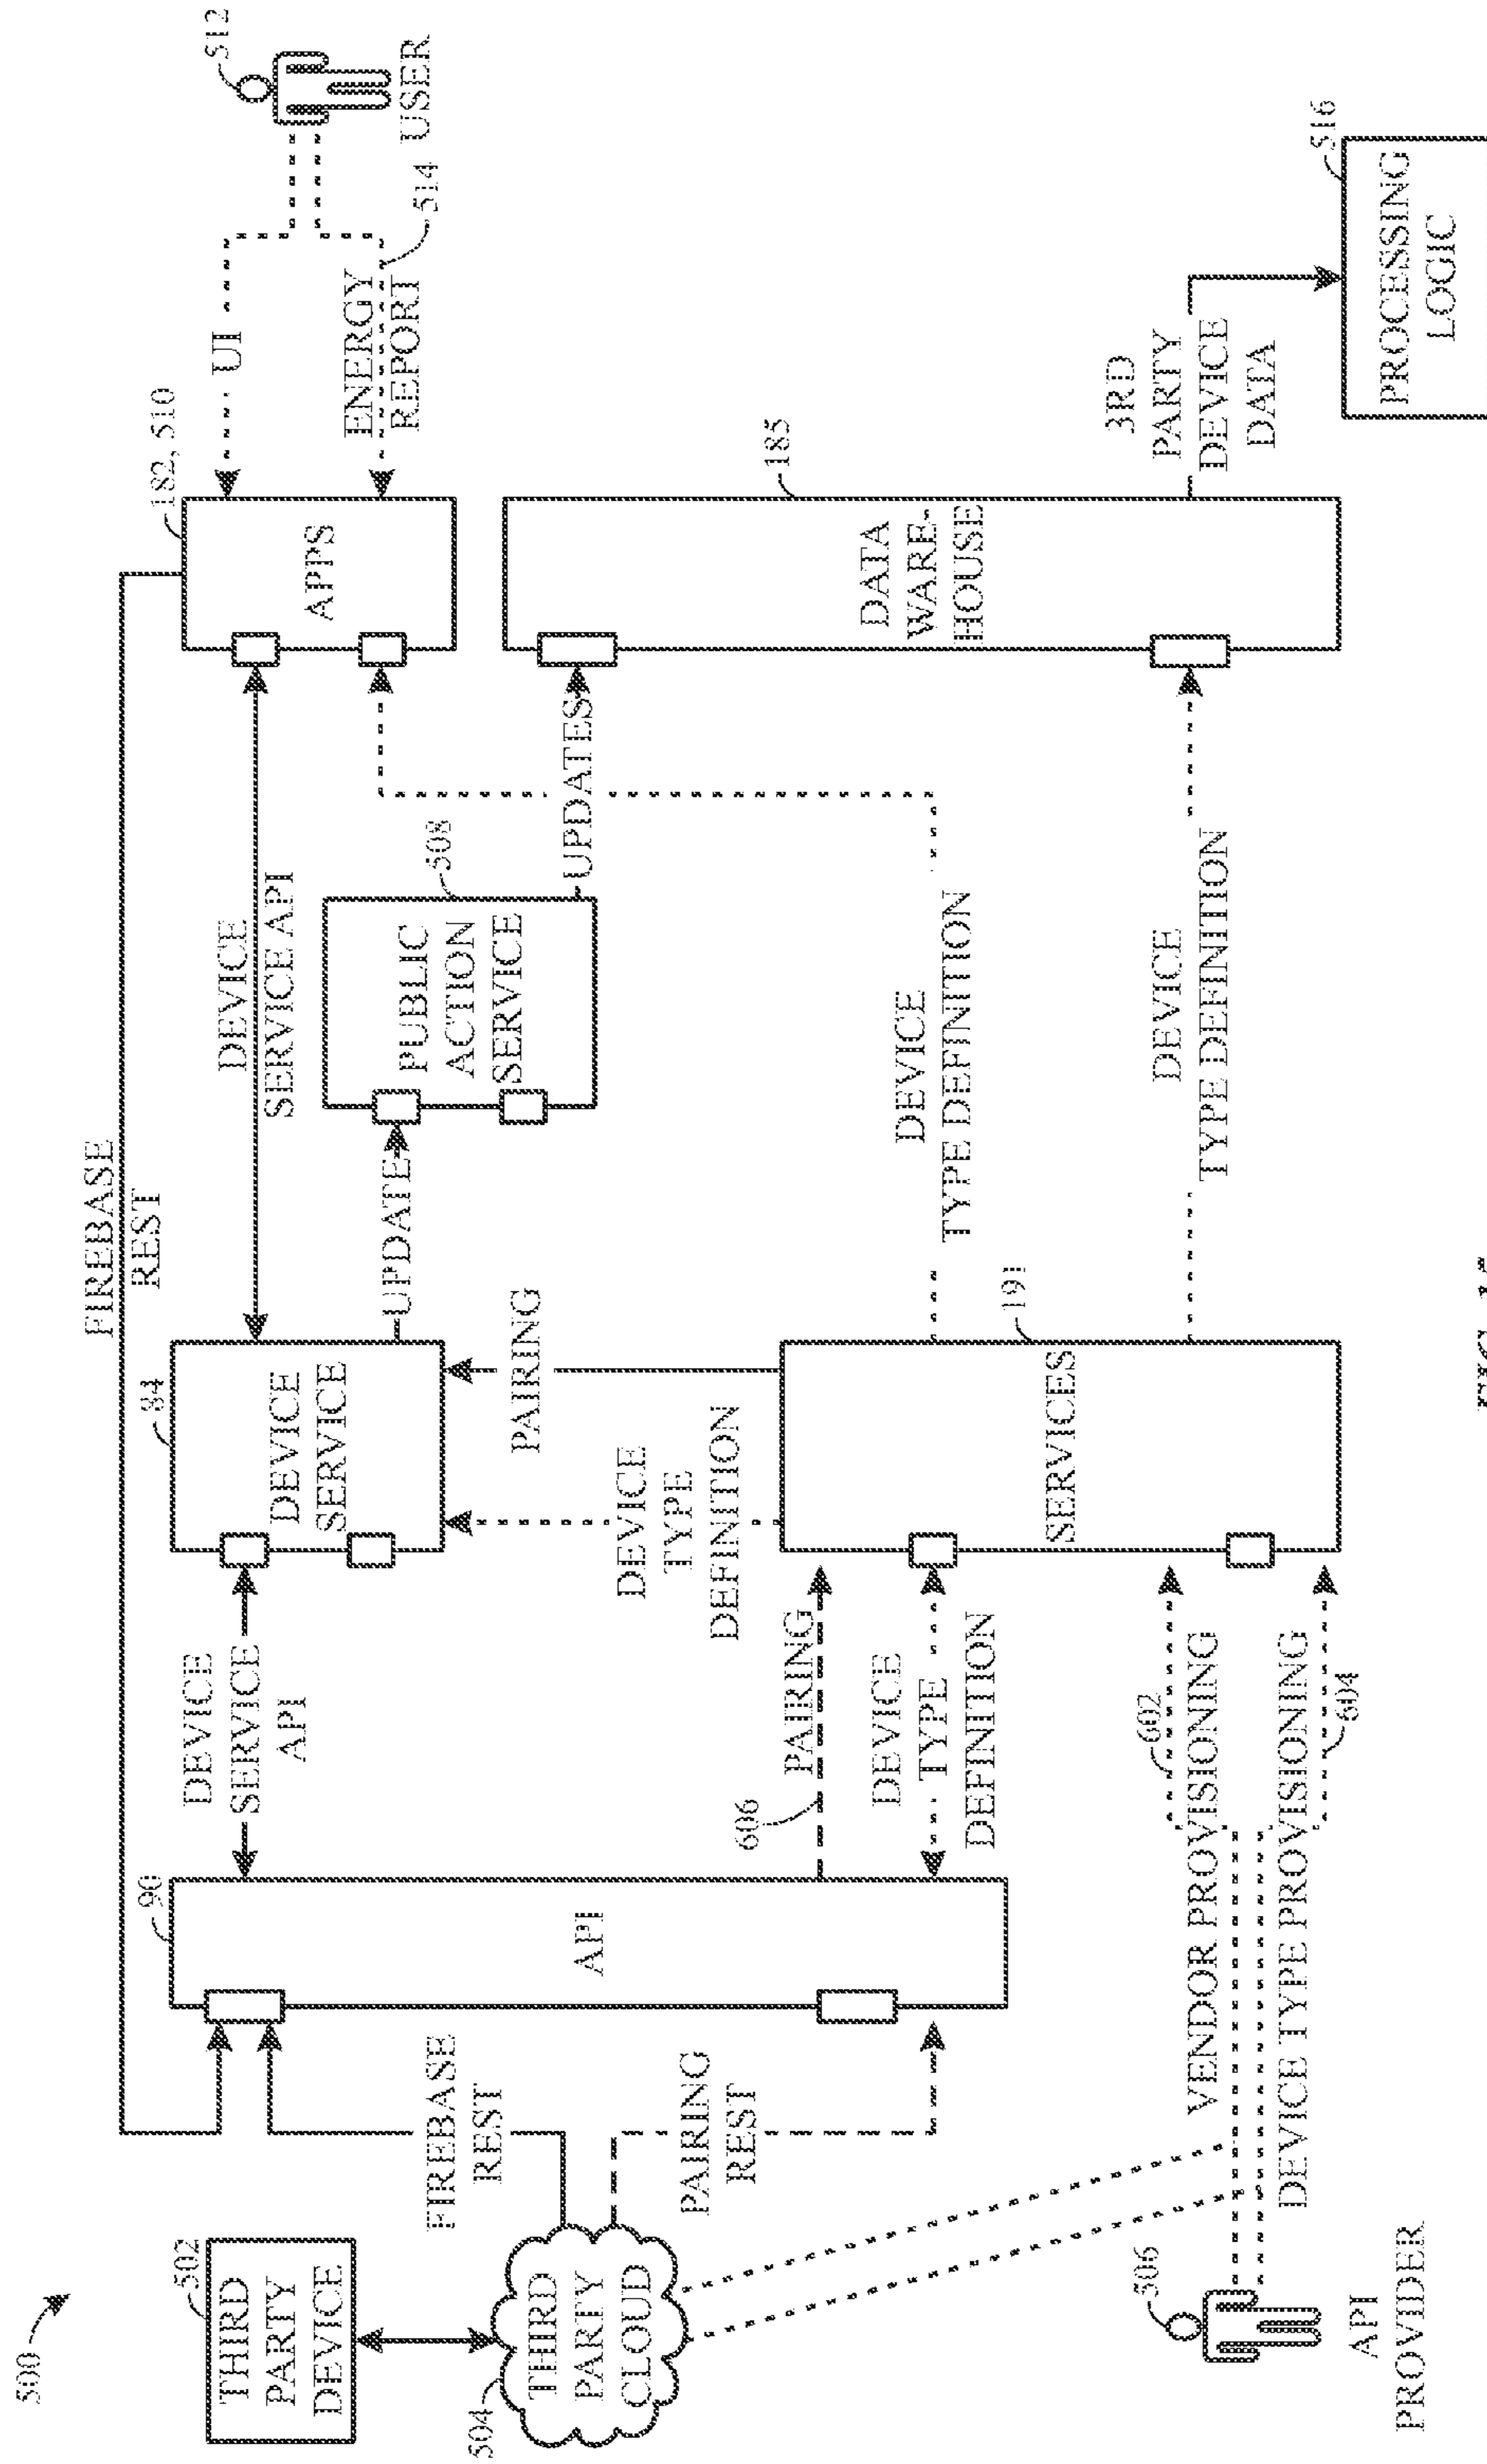 500
THIRD
PARTY
DEVICE
502
504
THIRD
PARTY
CLOUD
506
API
PROVIDER
FIREBASE
REST
PAIRING
REST
FIREBASE
REST
90
API
DEVICE
SERVICE
API
606
PAIRING
DEVICE
TYPE
DEFINITION
VENDOR PROVISIONING
602
DEVICE TYPE PROVISIONING
604
84
DEVICE
SERVICE
DEVICE
TYPE
DEFINITION
PAIRING
SERVICES
191
UPDATE
DEVICE
SERVICE API
PUBLIC
ACTION
SERVICE
508
UPDATES
DEVICE
TYPE DEFINITION
DEVICE
TYPE DEFINITION
182, 510
APPS
DATA
WARE-
HOUSE
185
UI
ENERGY
REPORT
514
512
USER
3RD
PARTY
DEVICE
DATA
516
PROCESSING
LOGIC